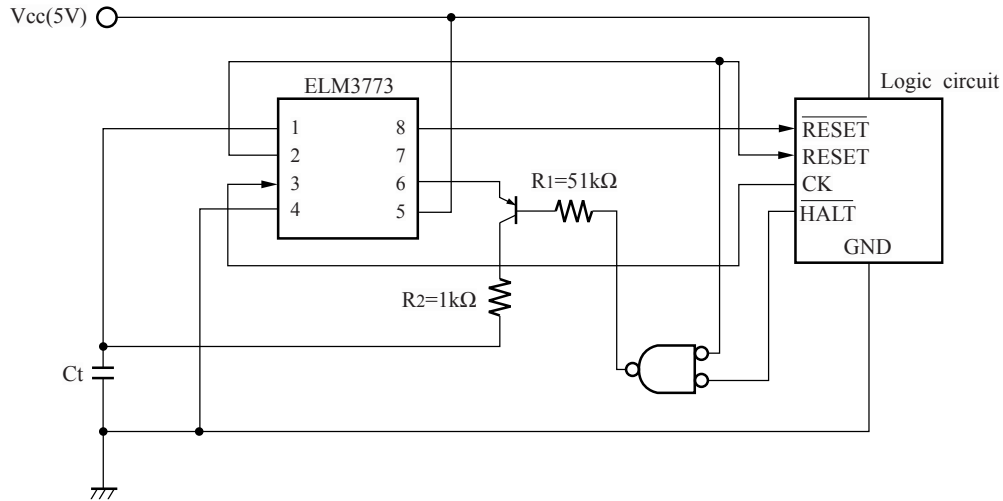 Vcc(5V)
ELM3773
Logic circuit
1 8
2 7
3 6
4 5
RESET
RESET
CK
HALT
GND
R1=51kΩ
R2=1kΩ
Ct